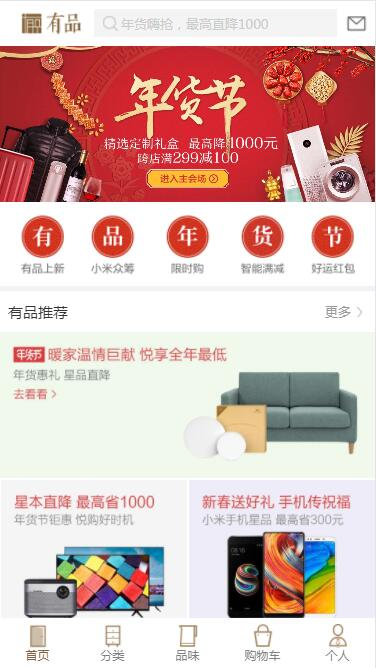 有品
年货嗨抢，最高直降1000
年货节
精选定制礼盒 最高降1000元
跨店满299减100
进入主会场
有 品 年 货 节
有品上新 小米众筹 限时购 智能满减 好运红包
有品推荐 更多
年货节 暖家温情巨献 悦享全年最低
年货惠礼 星品直降
去看看
星本直降 最高省1000
年货节钜惠 悦购好时机
新春送好礼 手机传祝福
小米手机星品 最高省300元
首页 分类 品味 购物车 个人